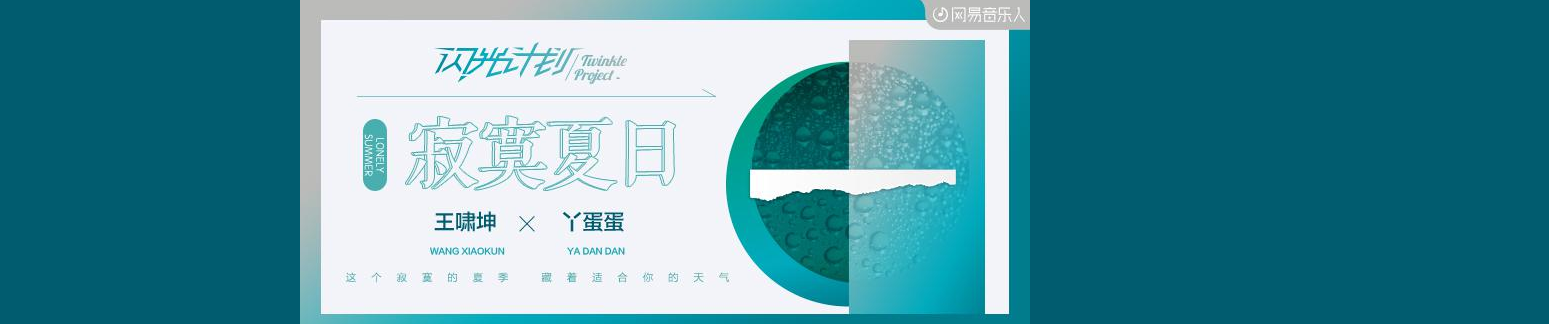 网易音乐人
闪光计划
Twinkle
Project
LONELY
SUMMER
寂寞夏日
王啸坤 × 丫蛋蛋
WANG XIAOKUN YA DAN DAN
这个寂寞的夏季 藏着适合你的天气